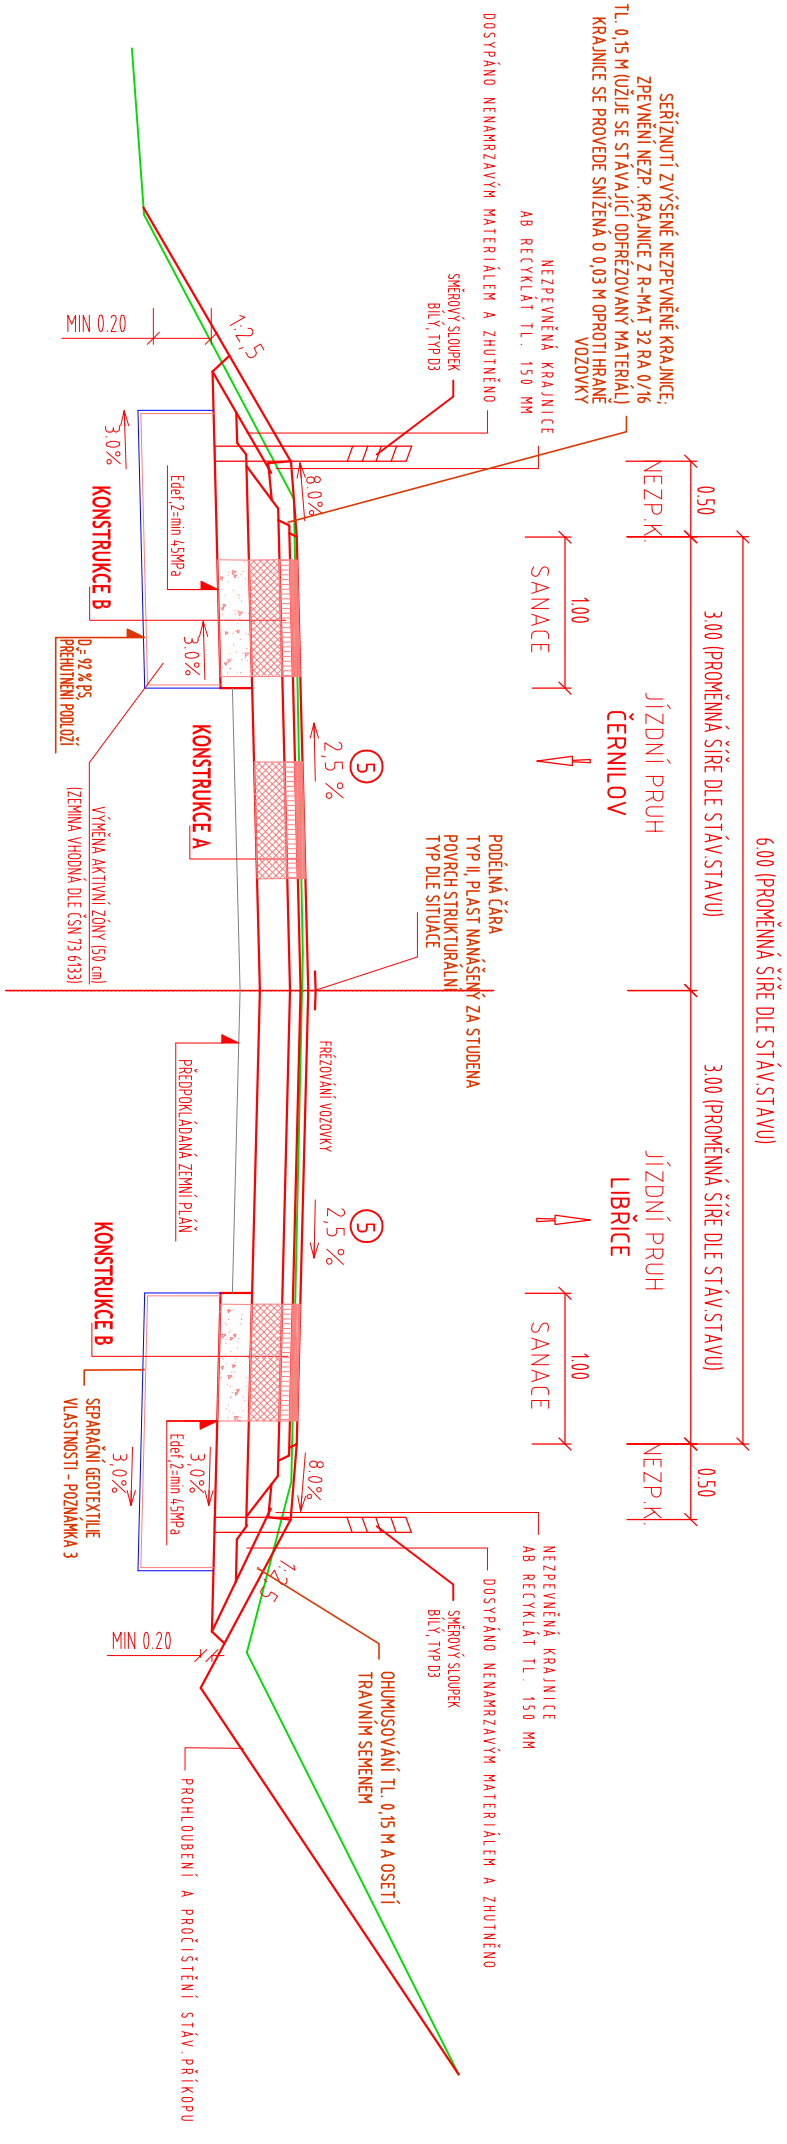 6.00 (PROMĚNNÁ ŠÍŘE DLE STÁV.STAVU)
0.50
3.00 (PROMĚNNÁ ŠÍŘE DLE STÁV.STAVU)
3.00 (PROMĚNNÁ ŠÍŘE DLE STÁV.STAVU)
0.50
NEZP.K.
JÍZDNÍ PRUH
ČERNILOV
JÍZDNÍ PRUH
LIBŘICE
NEZP.K.
1.00
SANACE
1.00
SANACE
SEŘÍZNUTÍ ZVÝŠENÉ NEZPEVNĚNÉ KRAJNICE;
ZPEVNĚNÍ NEZP. KRAJNICE Z R-MAT 32 RA 0/16
TL. 0,15 M (UŽIJE SE STÁVAJÍCÍ ODFRÉZOVANÝ MATERIÁL)
KRAJNICE SE PROVEDE SNÍŽENÁ O 0,03 M OPROTI HRANĚ
VOZOVKY
NEZPEVNĚNÁ KRAJNICE
AB RECYKLÁT TL. 150 MM
DOSYPÁNO NENAMRZAVÝM MATERIÁLEM A ZHUTNĚNO
SMĚROVÝ SLOUPEK
BÍLÝ, TYP D3
PODÉLNÁ ČÁRA
TYP II, PLAST NANÁŠENÝ ZA STUDENA
POVRCH STRUKTURÁLNÍ
TYP DLE SITUACE
NEZPEVNĚNÁ KRAJNICE
AB RECYKLÁT TL. 150 MM
DOSYPÁNO NENAMRZAVÝM MATERIÁLEM A ZHUTNĚNO
SMĚROVÝ SLOUPEK
BÍLÝ, TYP D3
OHUMUSOVÁNÍ TL. 0,15 M A OSETÍ
TRAVNÍM SEMENEM
5
2,5 %
FRÉZOVÁNÍ VOZOVKY
5
2,5 %
8.0%
8.0%
1:2,5
1:2,5
MIN 0.20
3.0%
Edef,2=min 45MPa
3.0%
KONSTRUKCE B
KONSTRUKCE A
D= 92 % PS,
PŘEHUTNĚNÍ PODLOŽÍ
VÝMĚNA AKTIVNÍ ZÓNY (50 cm)
(ZEMINA VHODNÁ DLE ČSN 73 6133)
PŘEDPOKLÁDANÁ ZEMNÍ PLÁŇ
KONSTRUKCE B
3,0%
Edef,2=min 45MPa
3,0%
SEPARAČNÍ GEOTEXTILIE
VLASTNOSTI - POZNÁMKA 3
MIN 0.20
PROHLOUBENÍ A PROČIŠTĚNÍ STÁV. PŘÍKOPU